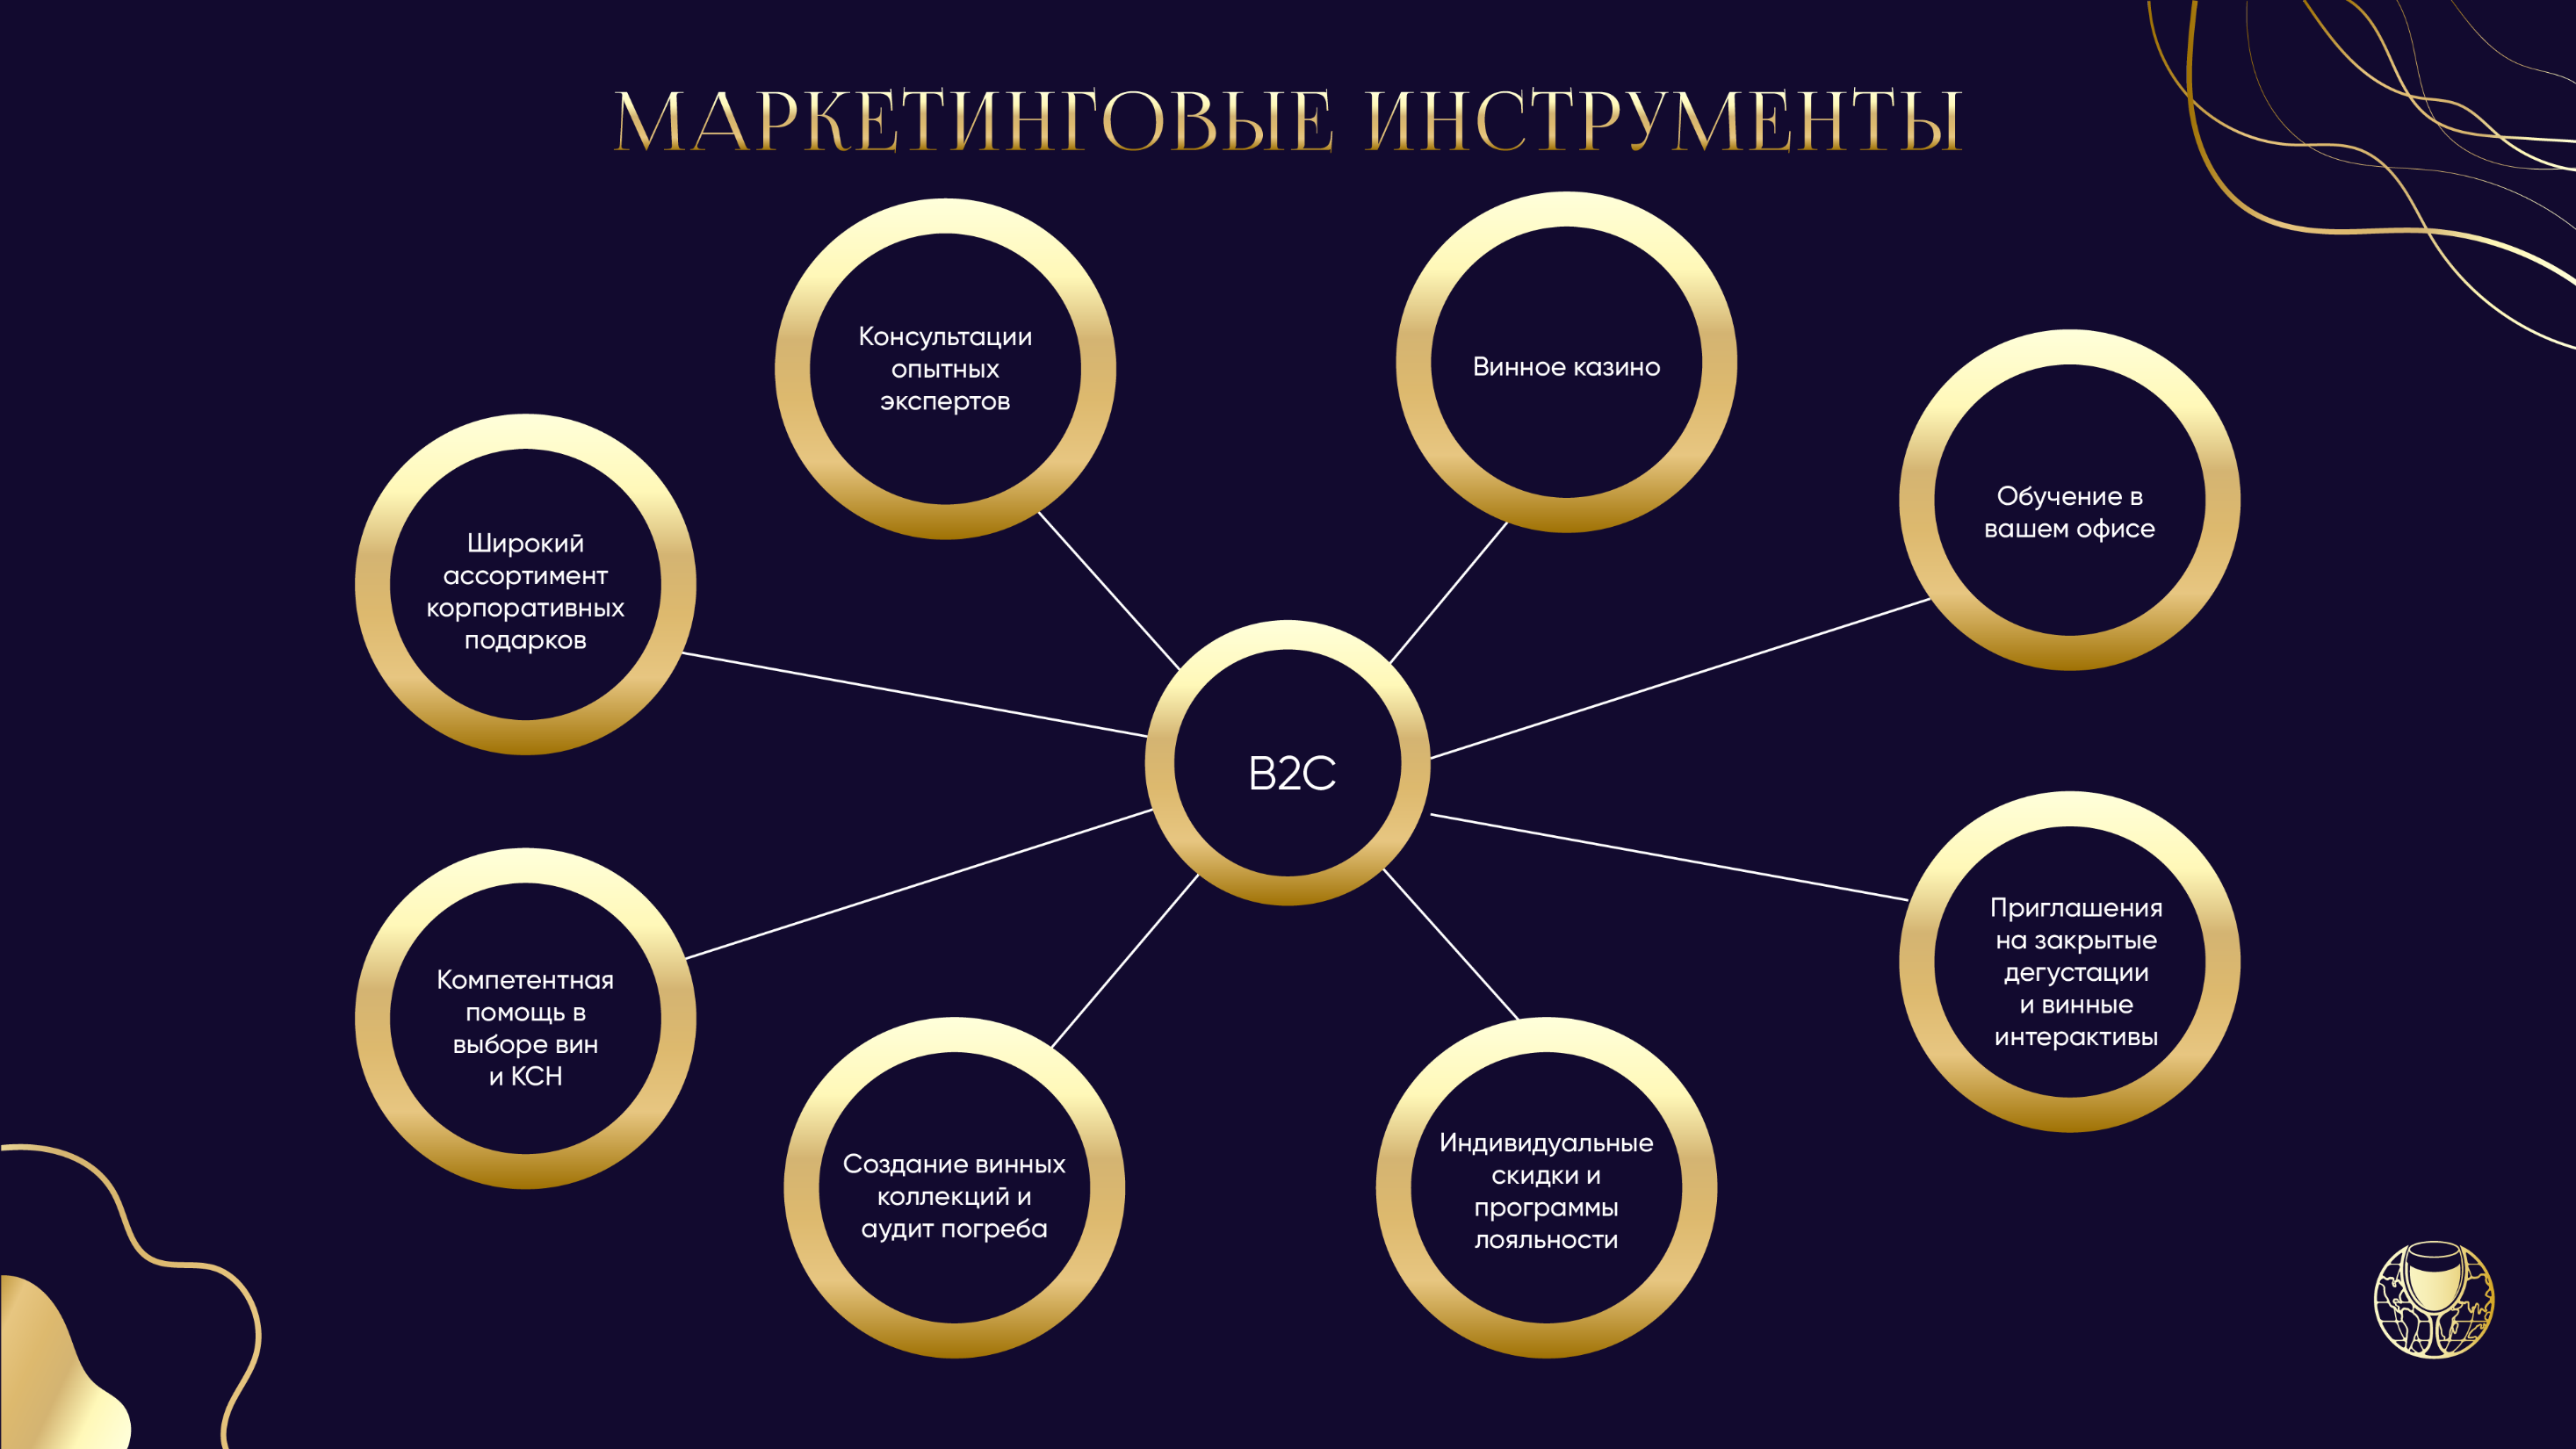 МАРКЕТИНГОВЫЕ ИНСТРУМЕНТЫ
Консультации
опытных
экспертов
Винное казино
Обучение в
вашем офисе
Широкий
ассортимент
корпоративных
подарков
B2C
Приглашения
на закрытые
дегустации
и винные
интерактивы
Компетентная
помощь в
выборе вин
и КСН
Создание винных
коллекций и
аудит погреба
Индивидуальные
скидки и
программы
лояльности